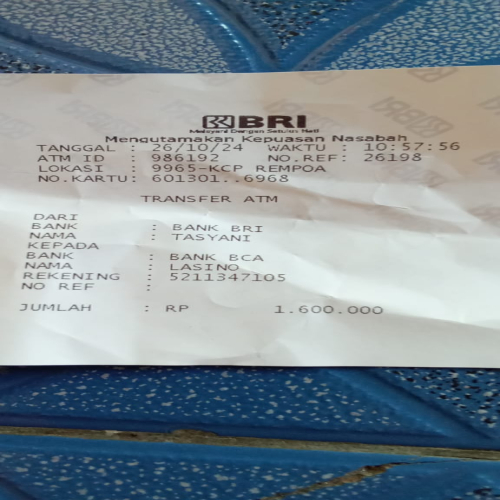 BRI
Melayani Dengan Setulus Hati
Mengutamakan Kepuasan Nasabah
TANGGAL : 26/10/24 WAKTU : 10:57:56
ATM ID : 986192 NO.REF: 26198
LOKASI : 9965-KCP REMPOA
NO.KARTU: 601301..6968
TRANSFER ATM
DARI
BANK : BANK BRI
NAMA : TASYANI
KEPADA
BANK : BANK BCA
NAMA : LASINO
REKENING : 5211347105
NO REF :
JUMLAH : RP 1.600.000